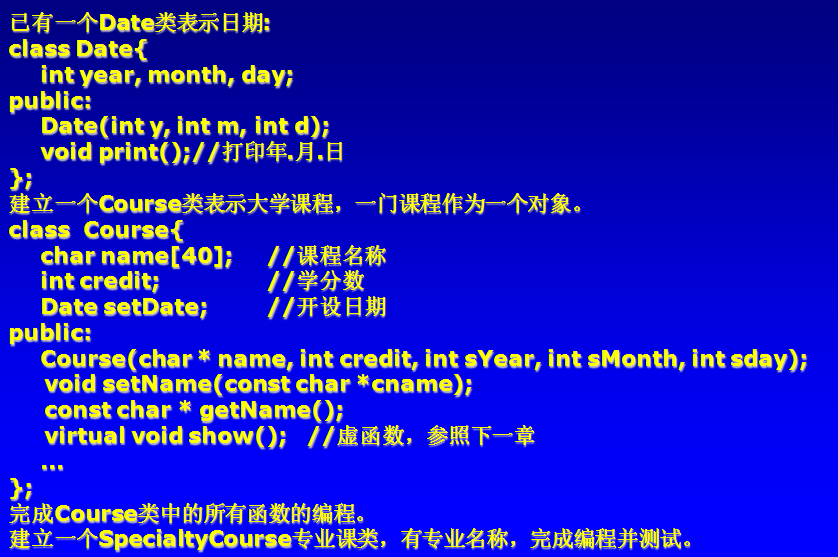 已有一个Date类表示日期:
class Date{
int year, month, day;
public:
Date(int y, int m, int d);
void print();//打印年.月.日
};
建立一个Course类表示大学课程，一门课程作为一个对象。
class Course{
char name[40]; //课程名称
int credit; //学分数
Date setDate; //开设日期
public:
Course(char * name, int credit, int sYear, int sMonth, int sday);
void setName(const char *cname);
const char * getName();
virtual void show(); //虚函数，参照下一章
...
};
完成Course类中的所有函数的编程。
建立一个SpecialtyCourse专业课类，有专业名称，完成编程并测试。